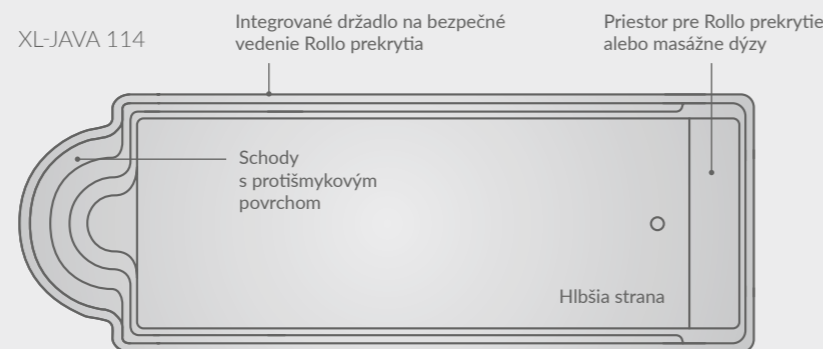 XL-JAVA 114
Integrované držadlo na bezpečné
vedenie Rollo prekrytia
Priestor pre Rollo prekrytie
alebo masážne dýzy
Schody
s protišmykovým
povrchom
Hlbšia strana